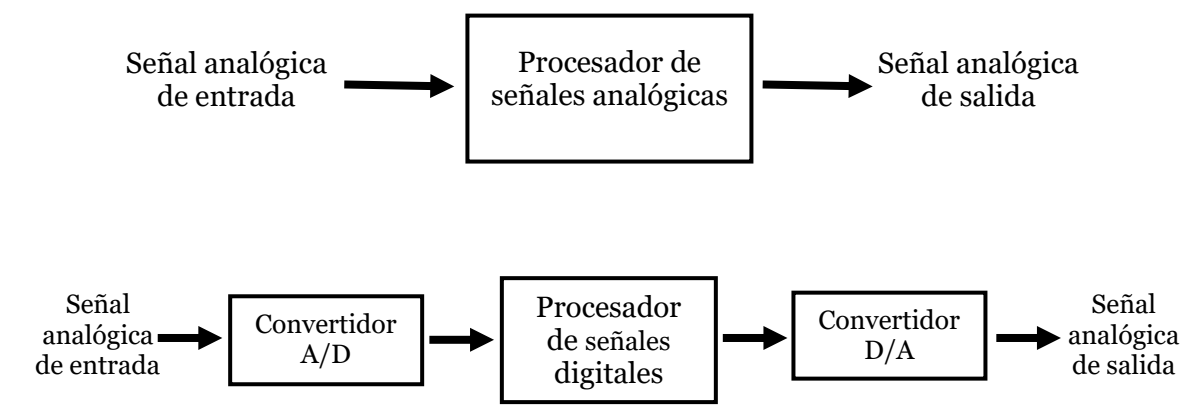 Señal analógica
de entrada
Procesador de
señales analógicas
Señal analógica
de salida
Señal
analógica
de entrada
Convertidor
A/D
Procesador
de señales
digitales
Convertidor
D/A
Señal
analógica
de salida